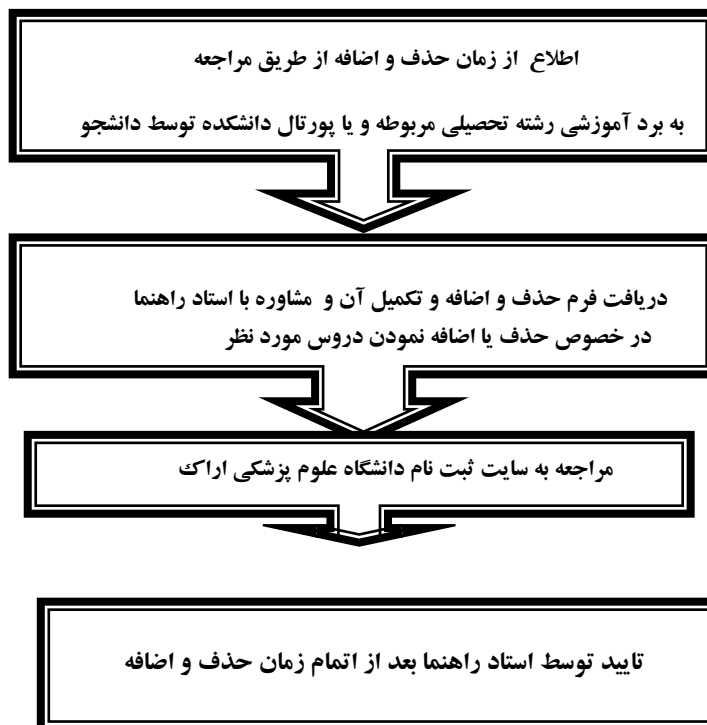 اطلاع از زمان حذف و اضافه از طریق مراجعه
به برد آموزشی رشته تحصیلی مربوطه و یا پورتال دانشکده توسط دانشجو
دریافت فرم حذف و اضافه و تکمیل آن و مشاوره با استاد راهنما
در خصوص حذف یا اضافه نمودن دروس مورد نظر
مراجعه به سایت ثبت نام دانشگاه علوم پزشکی اراک
تایید توسط استاد راهنما بعد از اتمام زمان حذف و اضافه